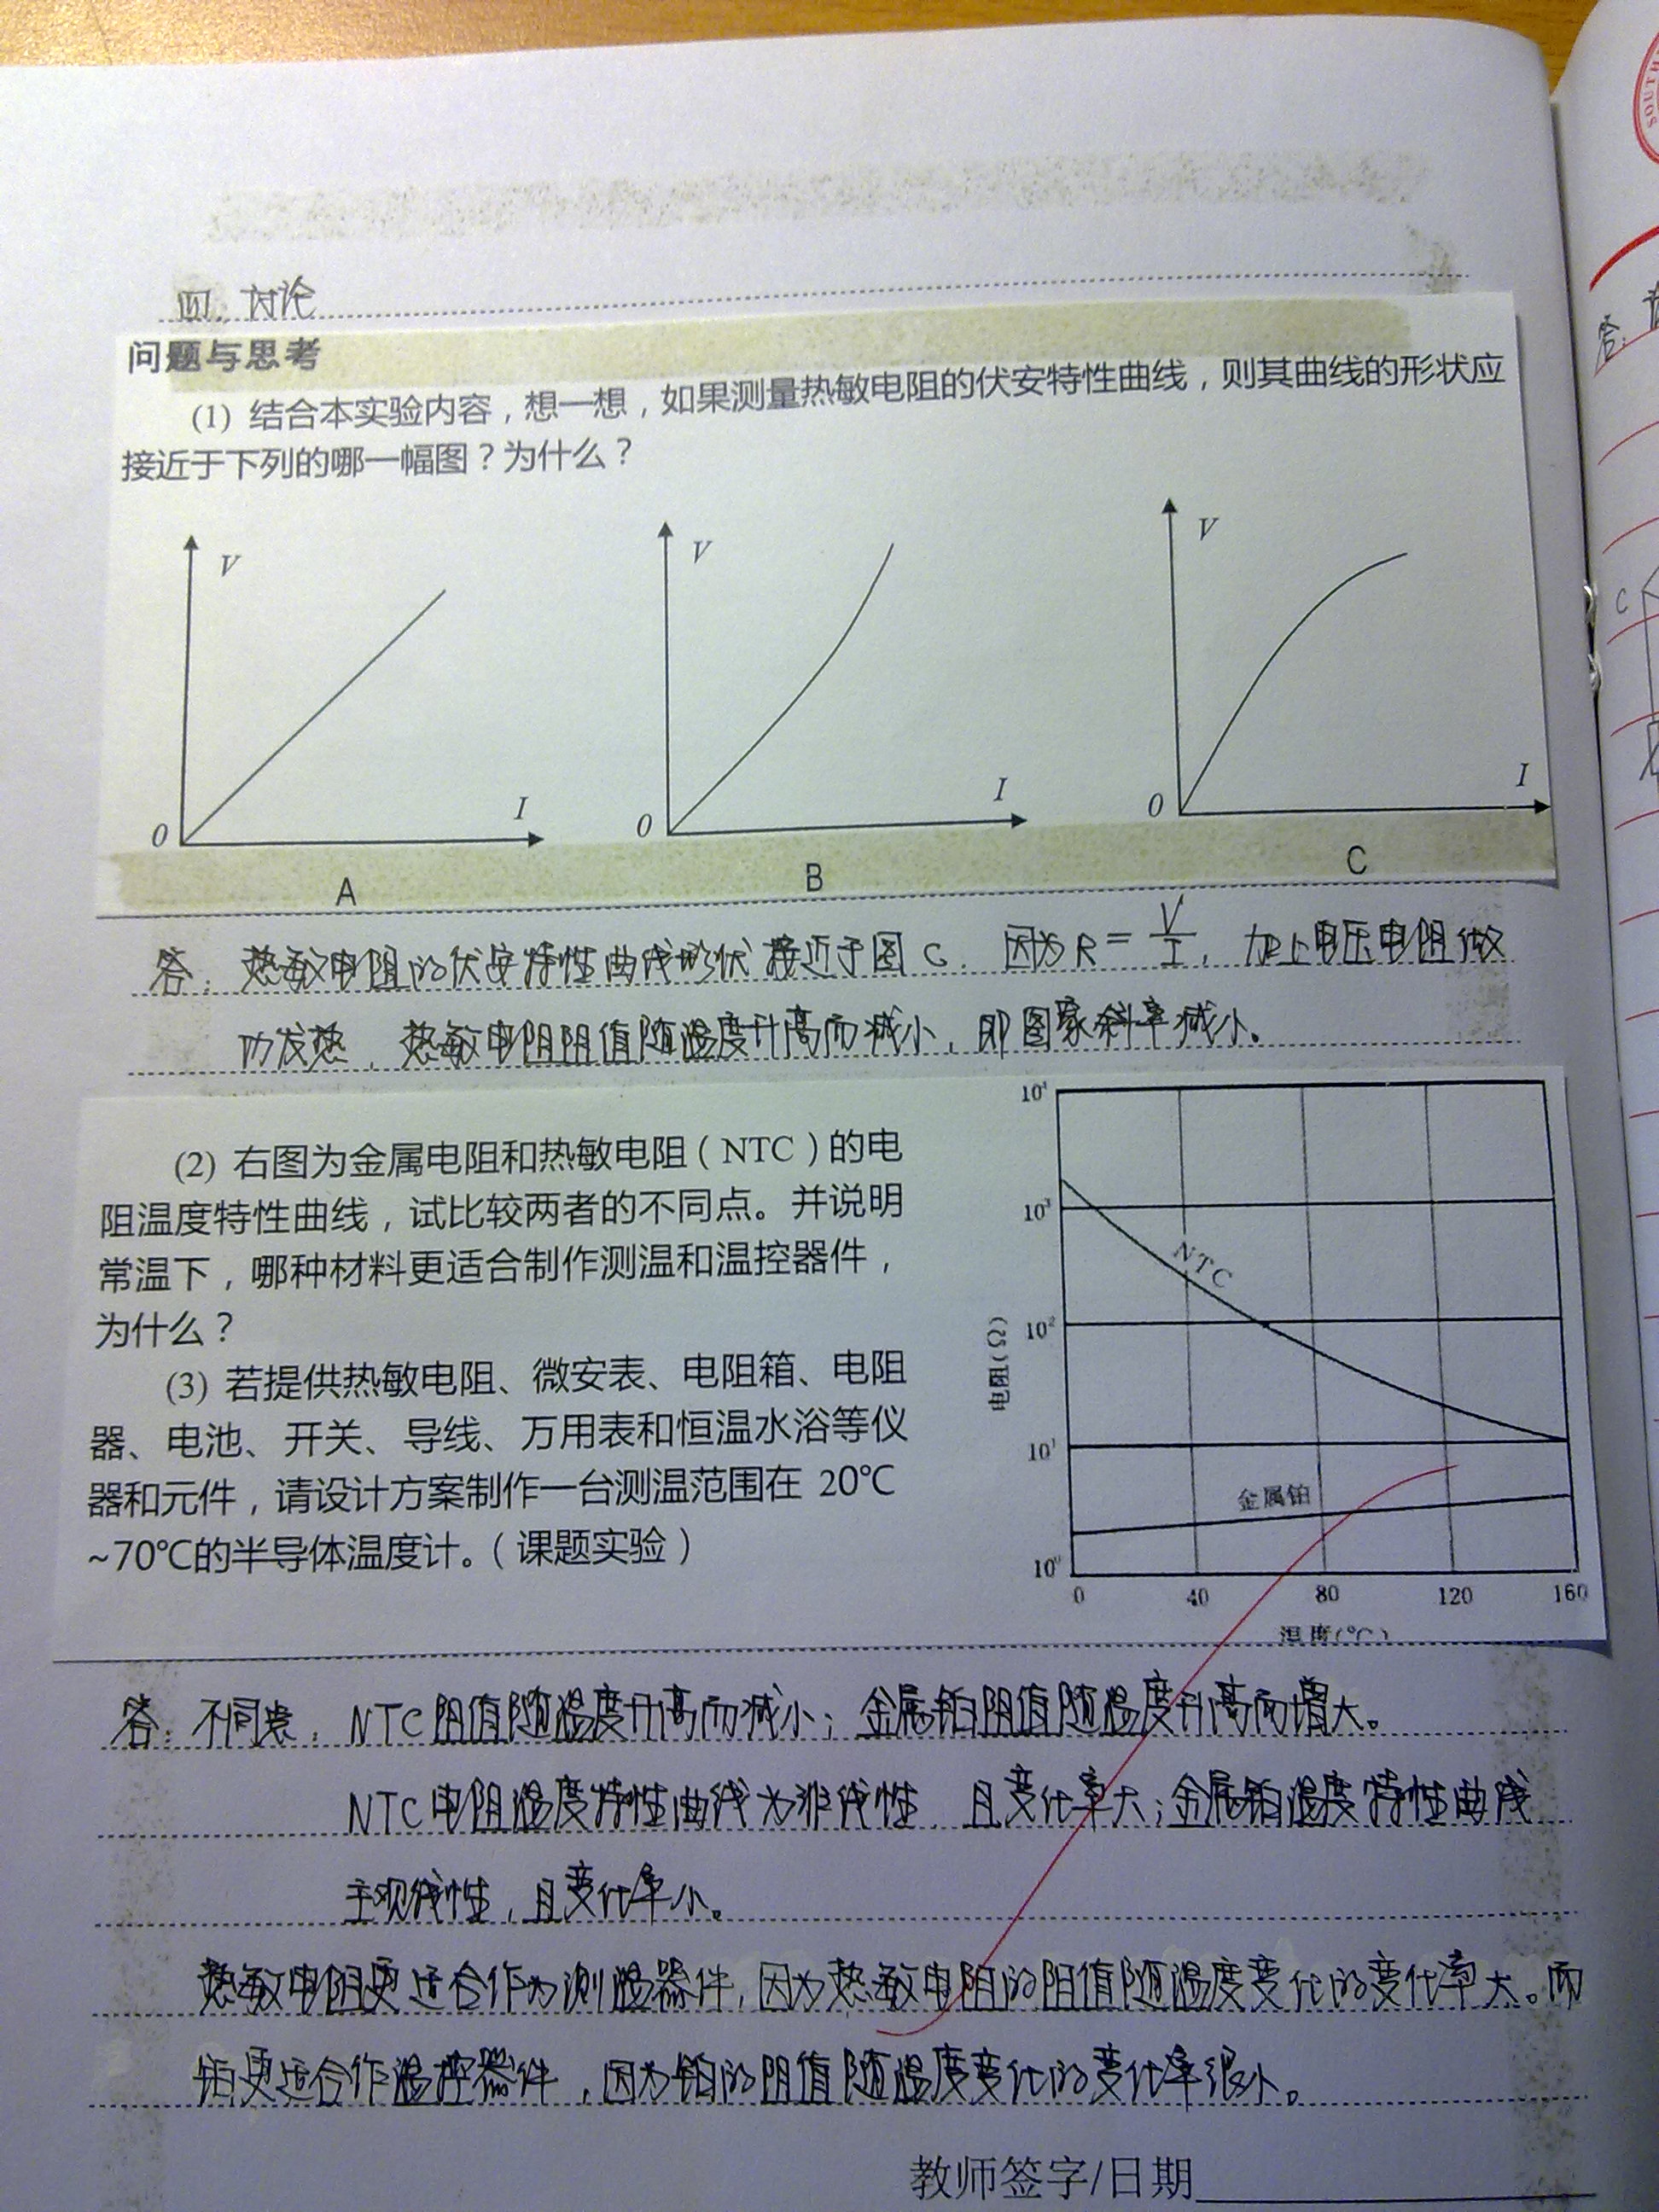 四、讨论
问题与思考
(1) 结合本实验内容，想一想，如果测量热敏电阻的伏安特性曲线，则其曲线的形状应
接近于下列的哪一幅图？为什么？
V
I
0
A
V
I
0
B
V
I
0
C
答：热敏电阻的伏安特性曲线形状接近于图C．因为R=V/I，加上电压电阻做
功发热，热敏电阻阻值随温度升高而减小，即图象斜率减小。
(2) 右图为金属电阻和热敏电阻（NTC）的电
阻温度特性曲线，试比较两者的不同点。并说明
常温下，哪种材料更适合制作测温和温控器件，
为什么？
(3) 若提供热敏电阻、微安表、电阻箱、电阻
器、电池、开关、导线、万用表和恒温水浴等仪
器和元件，请设计方案制作一台测温范围在 20℃
~70℃的半导体温度计。（课题实验）
10⁴
10³
10²
10¹
10⁰
电阻(Ω)
NTC
金属铂
0 40 80 120 160
温度(℃)
答：不同点：NTC阻值随温度升高而减小；金属铂阻值随温度升高而增大。
NTC电阻温度特性曲线为非线性，且变化率大；金属铂温度特性曲线
呈现线性，且变化率小。
热敏电阻更适合作为测温器件，因为热敏电阻的阻值随温度变化的变化率大。而
铂更适合作温控器件，因为铂的阻值随温度变化的变化率很小。
教师签字/日期
SOUTH
答：
C